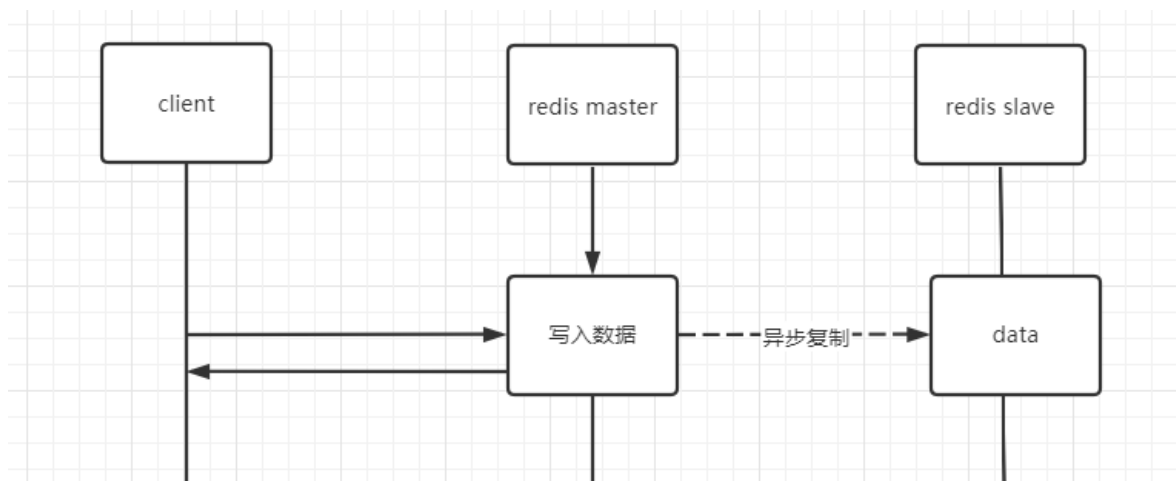 client
redis master
redis slave
写入数据
异步复制
data